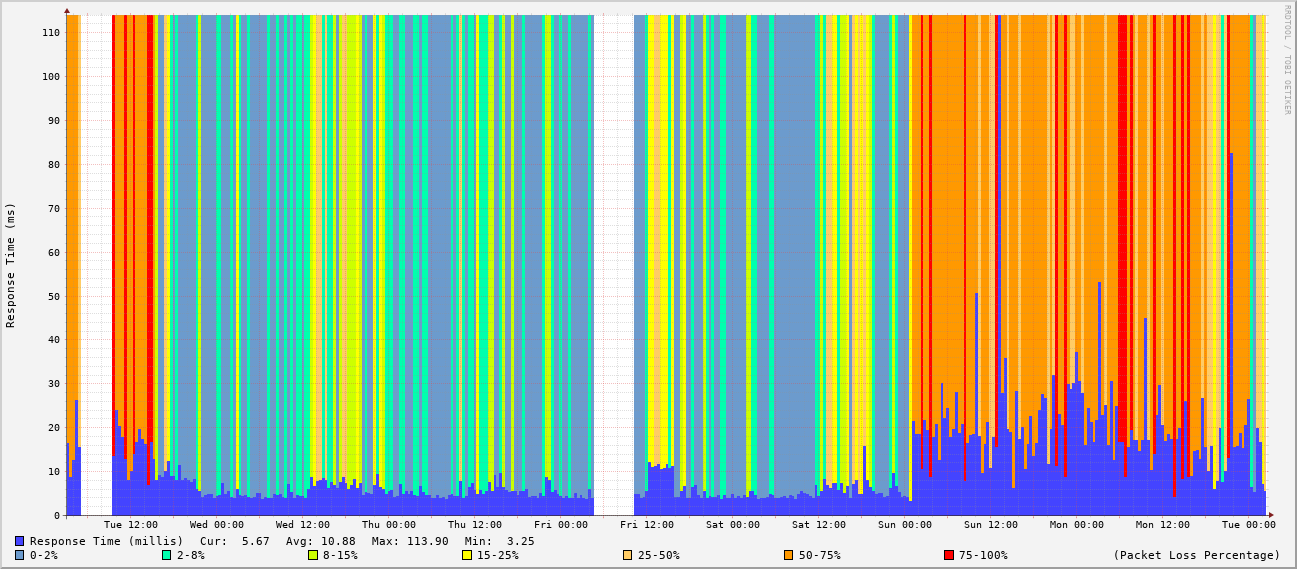 RRDTOOL / TOBI OETIKER
Response Time (ms)
110
100
90
80
70
60
50
40
30
20
10
0
Tue 12:00 Wed 00:00 Wed 12:00 Thu 00:00 Thu 12:00 Fri 00:00 Fri 12:00 Sat 00:00 Sat 12:00 Sun 00:00 Sun 12:00 Mon 00:00 Mon 12:00 Tue 00:00
Response Time (millis) Cur: 5.67 Avg: 10.88 Max: 113.90 Min: 3.25
0-2% 2-8% 8-15% 15-25% 25-50% 50-75% 75-100% (Packet Loss Percentage)